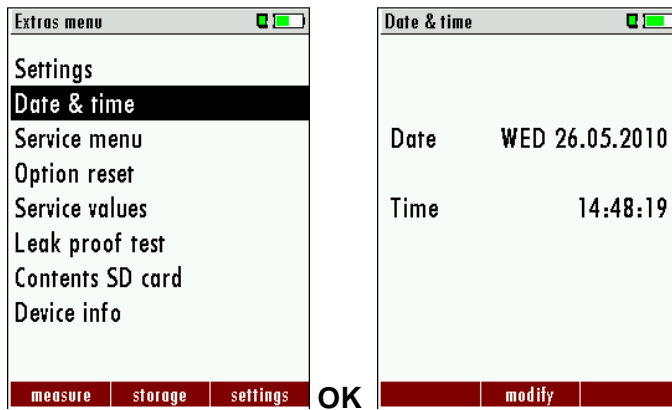 Extras menu
Settings
Date & time
Service menu
Option reset
Service values
Leak proof test
Contents SD card
Device info
measure storage settings
OK
Date & time
Date WED 26.05.2010
Time 14:48:19
modify